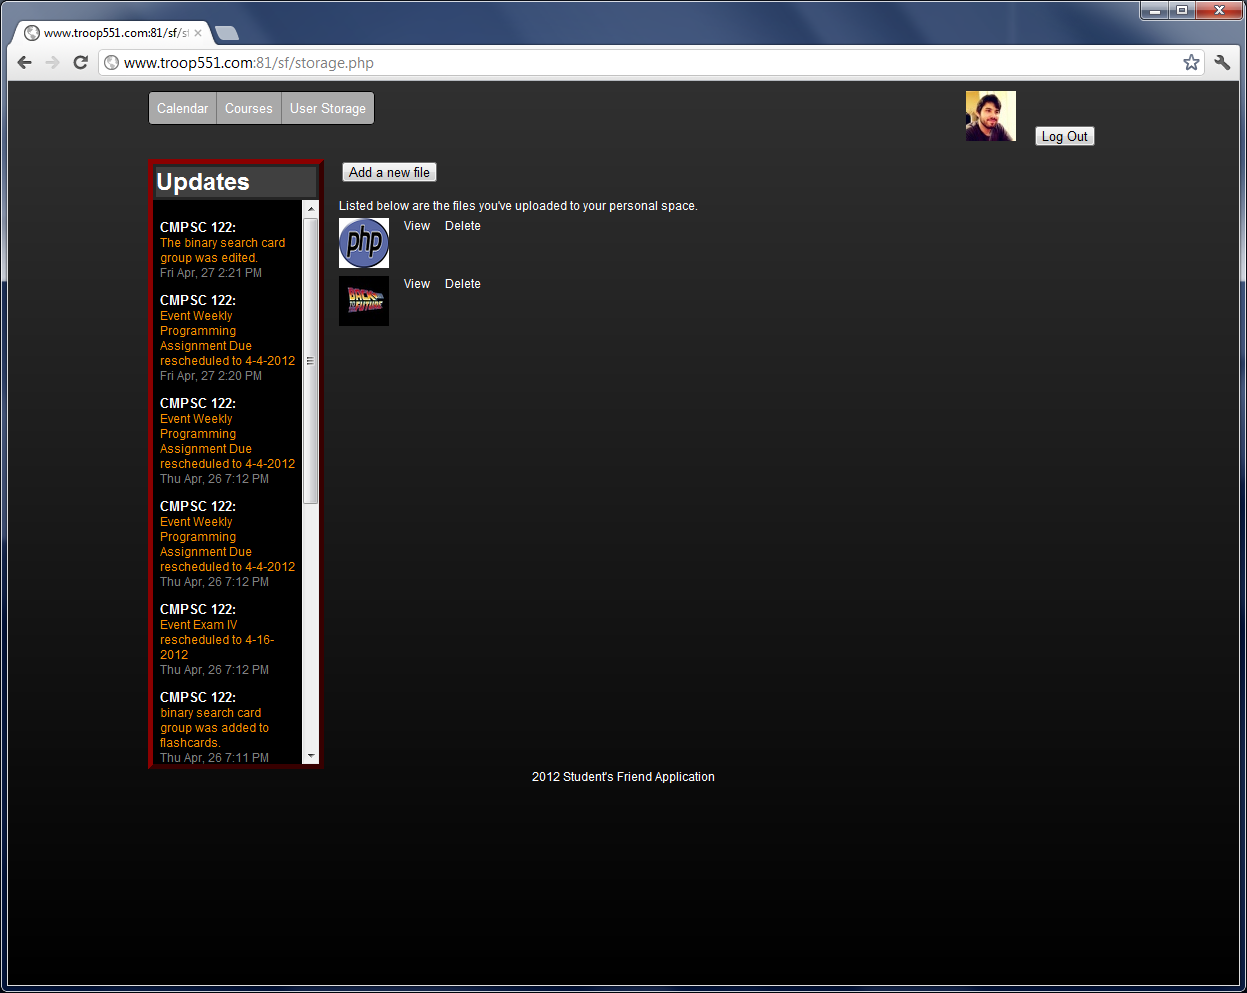 www.troop551.com:81/sf/st
www.troop551.com:81/sf/storage.php
Calendar Courses User Storage
Log Out
Updates
Add a new file
Listed below are the files you've uploaded to your personal space.
php View Delete
BACK TO THE FUTURE View Delete
CMPSC 122:
The binary search card
group was edited.
Fri Apr, 27 2:21 PM
CMPSC 122:
Event Weekly
Programming
Assignment Due
rescheduled to 4-4-2012
Fri Apr, 27 2:20 PM
CMPSC 122:
Event Weekly
Programming
Assignment Due
rescheduled to 4-4-2012
Thu Apr, 26 7:12 PM
CMPSC 122:
Event Weekly
Programming
Assignment Due
rescheduled to 4-4-2012
Thu Apr, 26 7:12 PM
CMPSC 122:
Event Exam IV
rescheduled to 4-16-
2012
Thu Apr, 26 7:12 PM
CMPSC 122:
binary search card
group was added to
flashcards.
Thu Apr, 26 7:11 PM
2012 Student's Friend Application